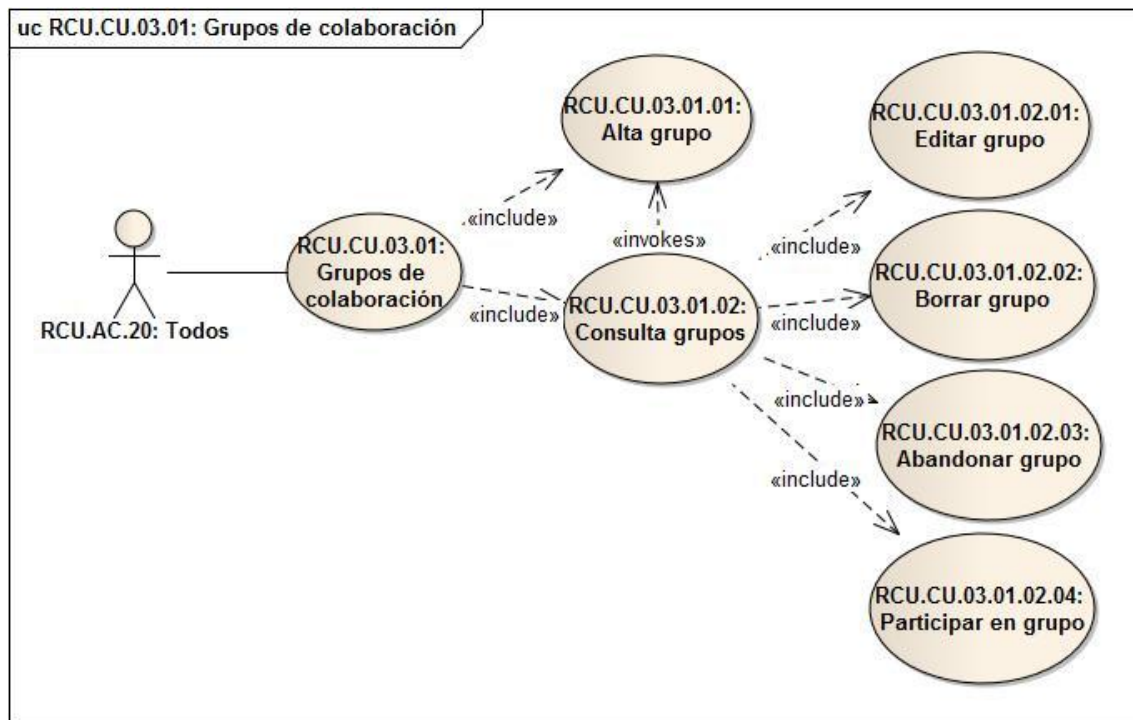 uc RCU.CU.03.01: Grupos de colaboración
RCU.CU.03.01.01:
Alta grupo
RCU.CU.03.01.02.01:
Editar grupo
«include»
«invokes»
«include»
RCU.CU.03.01:
Grupos de
colaboración
RCU.AC.20: Todos
«include»
RCU.CU.03.01.02:
Consulta grupos
«include»
RCU.CU.03.01.02.02:
Borrar grupo
«include»
RCU.CU.03.01.02.03:
Abandonar grupo
«include»
RCU.CU.03.01.02.04:
Participar en grupo